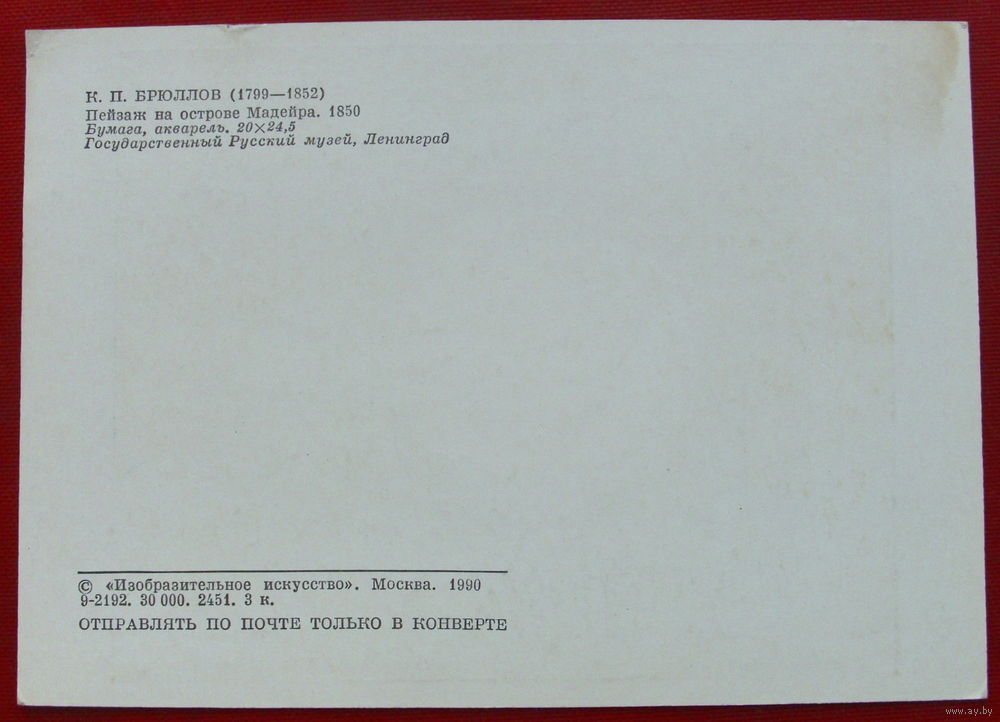 К. П. БРЮЛЛОВ (1799—1852)
Пейзаж на острове Мадейра. 1850
Бумага, акварель. 20×24,5
Государственный Русский музей, Ленинград
© «Изобразительное искусство». Москва. 1990
9-2192. 30 000. 2451. 3 к.
ОТПРАВЛЯТЬ ПО ПОЧТЕ ТОЛЬКО В КОНВЕРТЕ
www.ay.by